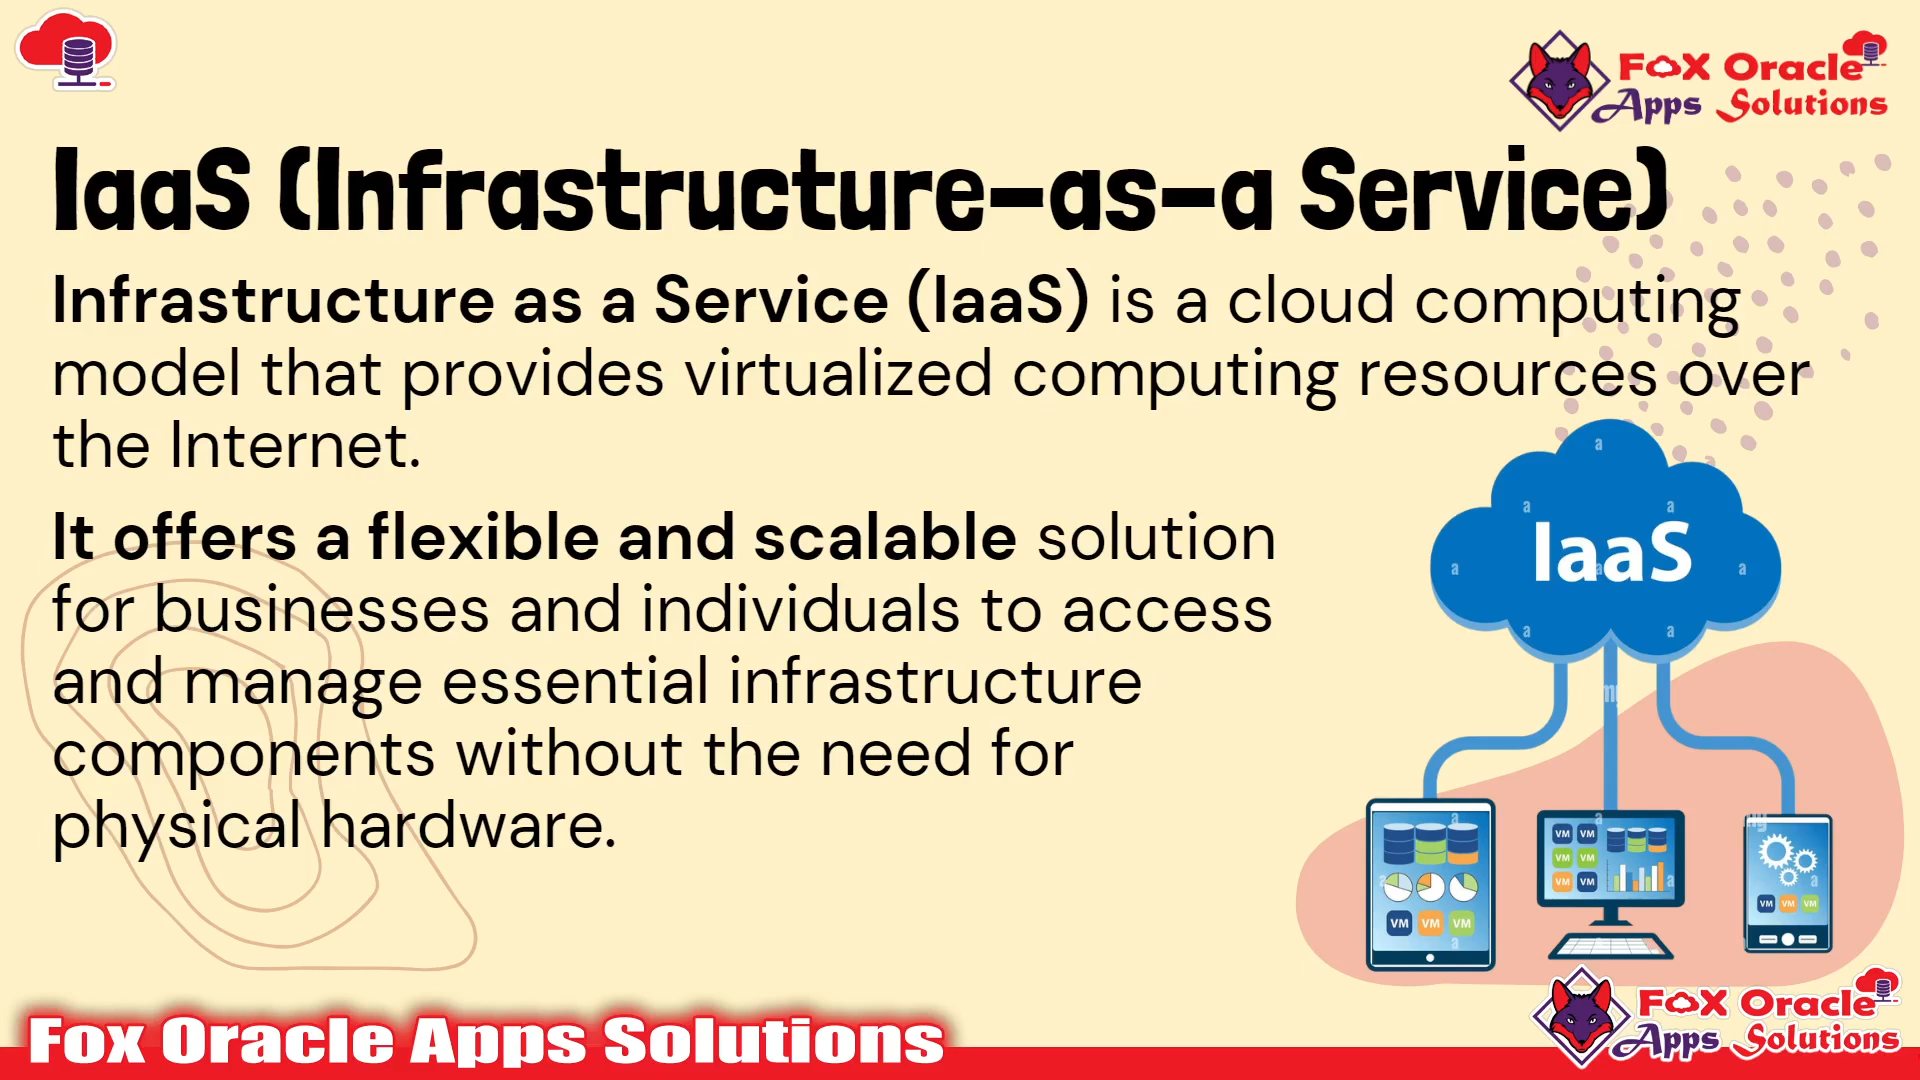 FOX Oracle
Apps Solutions
IaaS (Infrastructure-as-a Service)
Infrastructure as a Service (IaaS) is a cloud computing
model that provides virtualized computing resources over
the Internet.
It offers a flexible and scalable solution
for businesses and individuals to access
and manage essential infrastructure
components without the need for
physical hardware.
IaaS
VM VM
VM VM
VM VM
VM VM VM
VM VM VM
Fox Oracle Apps Solutions
FOX Oracle
Apps Solutions